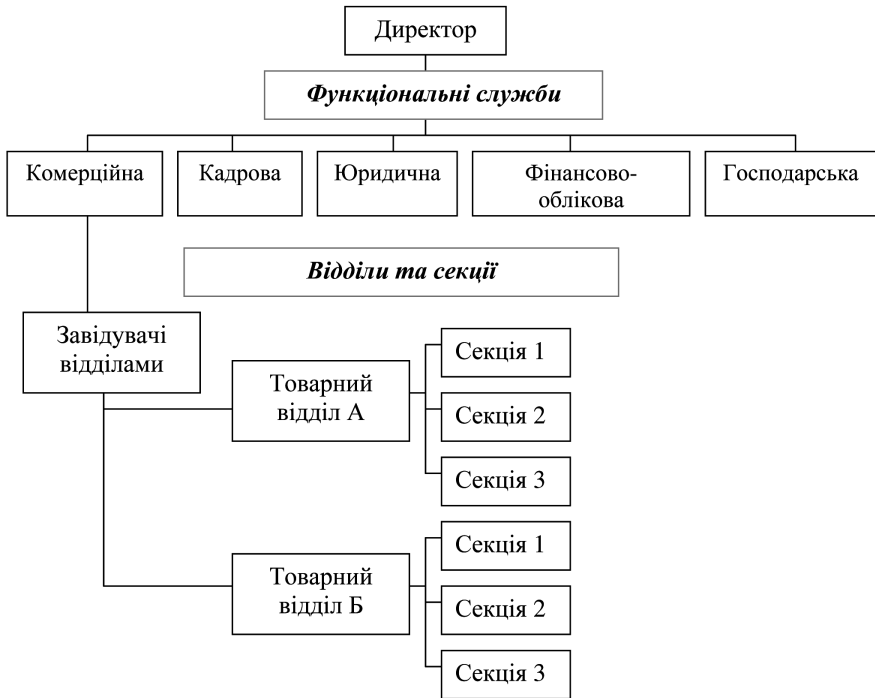 Директор
Функціональні служби
Комерційна
Кадрова
Юридична
Фінансово-
облікова
Господарська
Відділи та секції
Завідувачі
відділами
Товарний
відділ А
Секція 1
Секція 2
Секція 3
Товарний
відділ Б
Секція 1
Секція 2
Секція 3